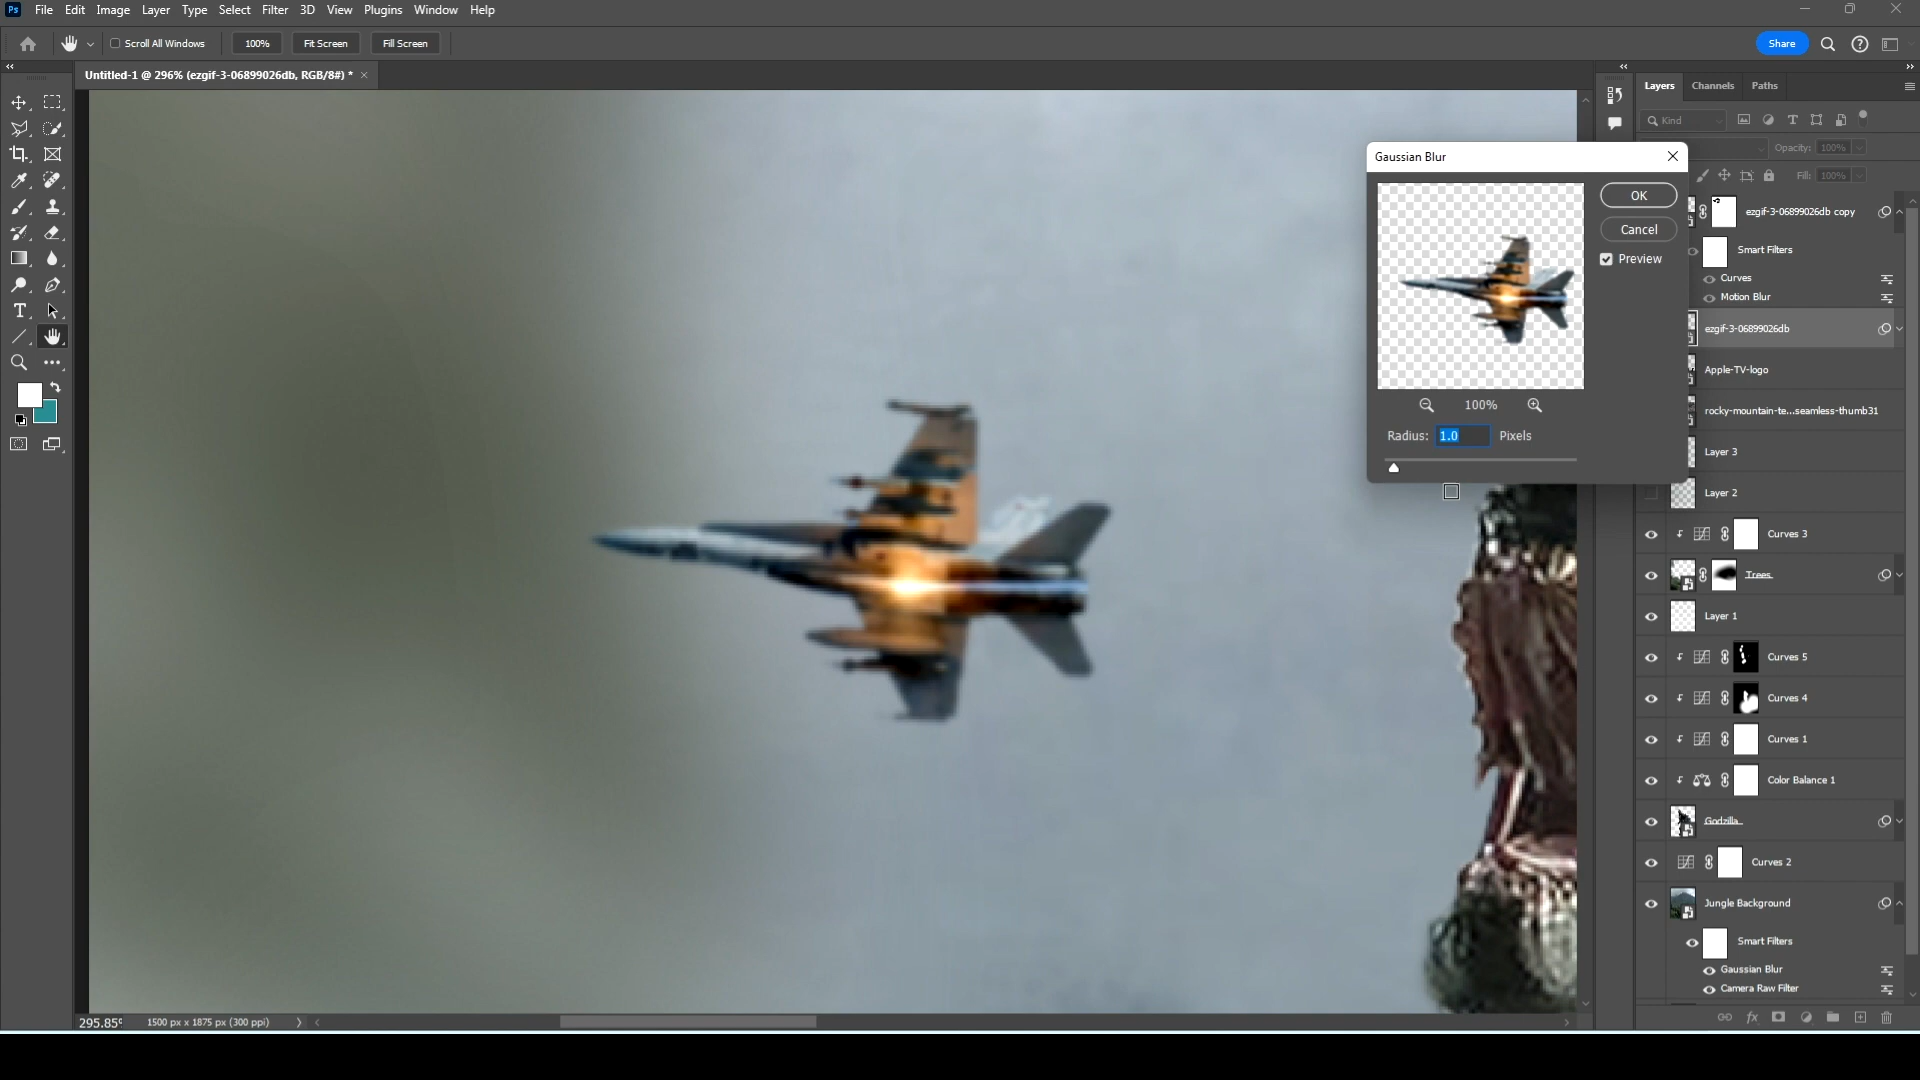 Ps File Edit Image Layer Type Select Filter 3D View Plugins Window Help
Scroll All Windows 100% Fit Screen Fill Screen Share
Untitled-1 @ 296% (ezgif-3-06899026db, RGB/8#) *
Layers Channels Paths
Kind
Opacity: 100%
Fill: 100%
Gaussian Blur
OK
Cancel
Preview
100%
Radius: 1.0 Pixels
ezgif-3-06899026db copy
Smart Filters
Curves
Motion Blur
ezgif-3-06899026db
Apple-TV-logo
rocky-mountain-te...seamless-thumb31
Layer 3
Layer 2
Curves 3
Trees
Layer 1
Curves 5
Curves 4
Curves 1
Color Balance 1
Godzilla
Curves 2
Jungle Background
Smart Filters
Gaussian Blur
Camera Raw Filter
295.85
1500 px x 1875 px (300 ppi)